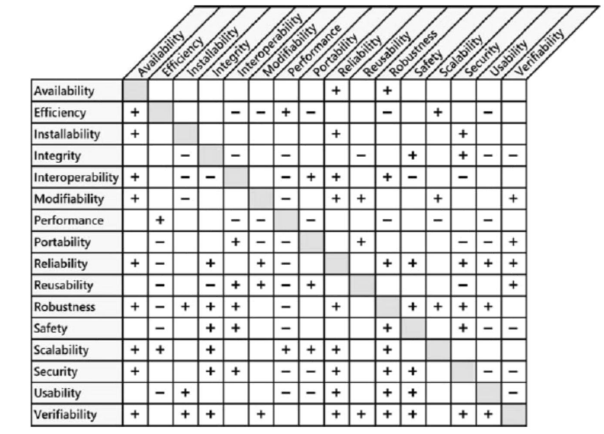 Availability Efficiency Installability Integrity Interoperability Modifiability Performance Portability Reliability Reusability Robustness Safety Scalability Security Usability Verifiability
Availability + +
Efficiency + − − + − − + −
Installability + + +
Integrity − − − − + + − −
Interoperability + − − − + + + − −
Modifiability + − − + + + +
Performance + − − − − − −
Portability − + − − + − − +
Reliability + − + + − + + + + +
Reusability − − + + − + − +
Robustness + − + + + − + + + + +
Safety − + + − + + − −
Scalability + + + + + + +
Security + + + − − + + + − −
Usability − + − − + + + −
Verifiability + + + + + + + + + +